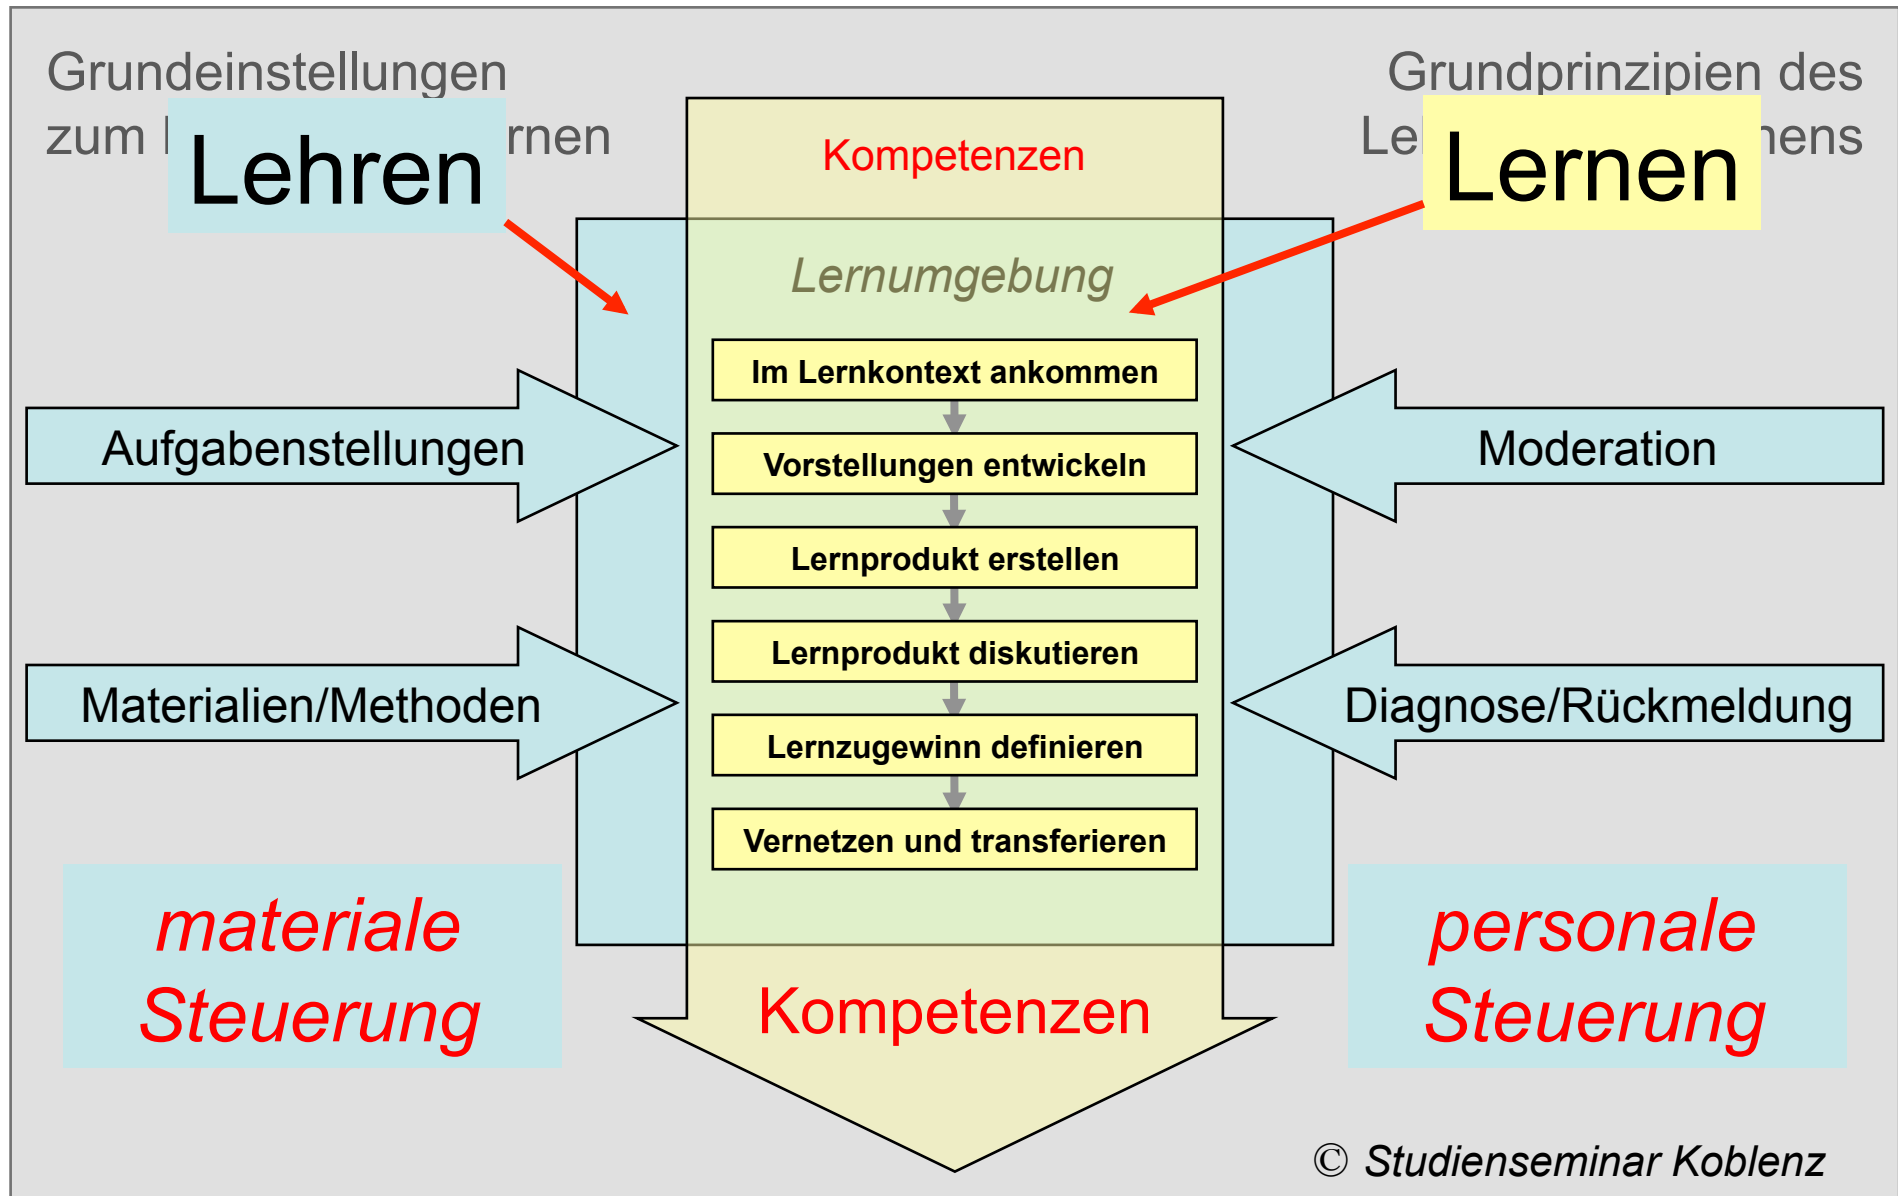 Grundeinstellungen
zum
rnen
Lehren
Grundprinzipien des
nens
Lernen
Kompetenzen
Lernumgebung
Im Lernkontext ankommen
Vorstellungen entwickeln
Lernprodukt erstellen
Lernprodukt diskutieren
Lernzugewinn definieren
Vernetzen und transferieren
Aufgabenstellungen
Moderation
Materialien/Methoden
Diagnose/Rückmeldung
materiale
Steuerung
Kompetenzen
personale
Steuerung
© Studienseminar Koblenz